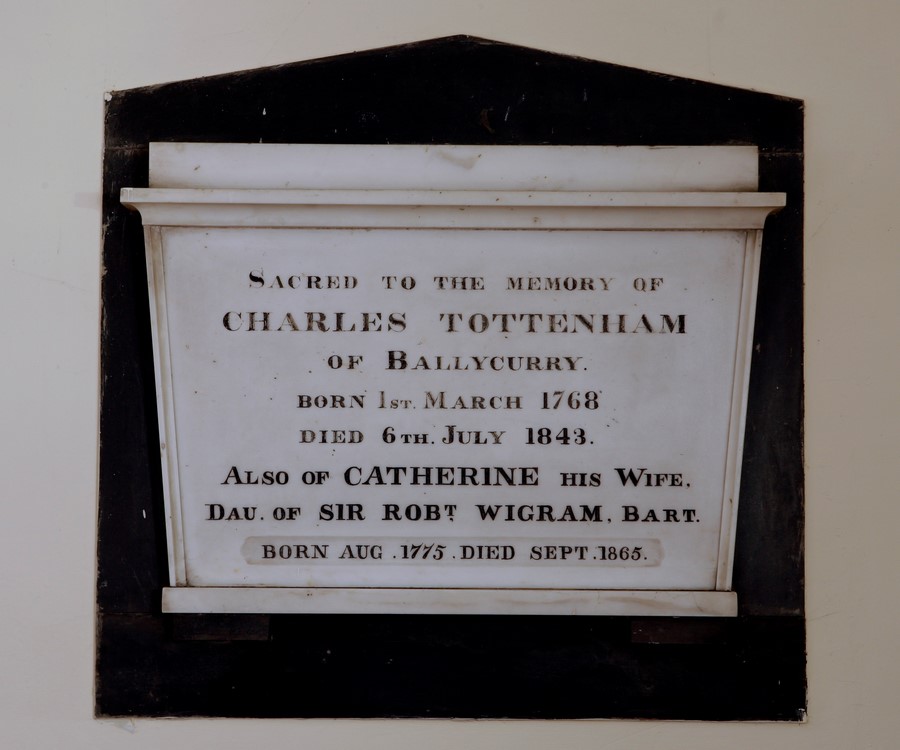 SACRED TO THE MEMORY OF
CHARLES TOTTENHAM
OF BALLYCURRY.
BORN 1ST. MARCH 1768
DIED 6TH. JULY 1843.
ALSO OF CATHERINE HIS WIFE,
DAU. OF SIR ROBT WIGRAM, BART.
BORN AUG. 1775. DIED SEPT. 1865.